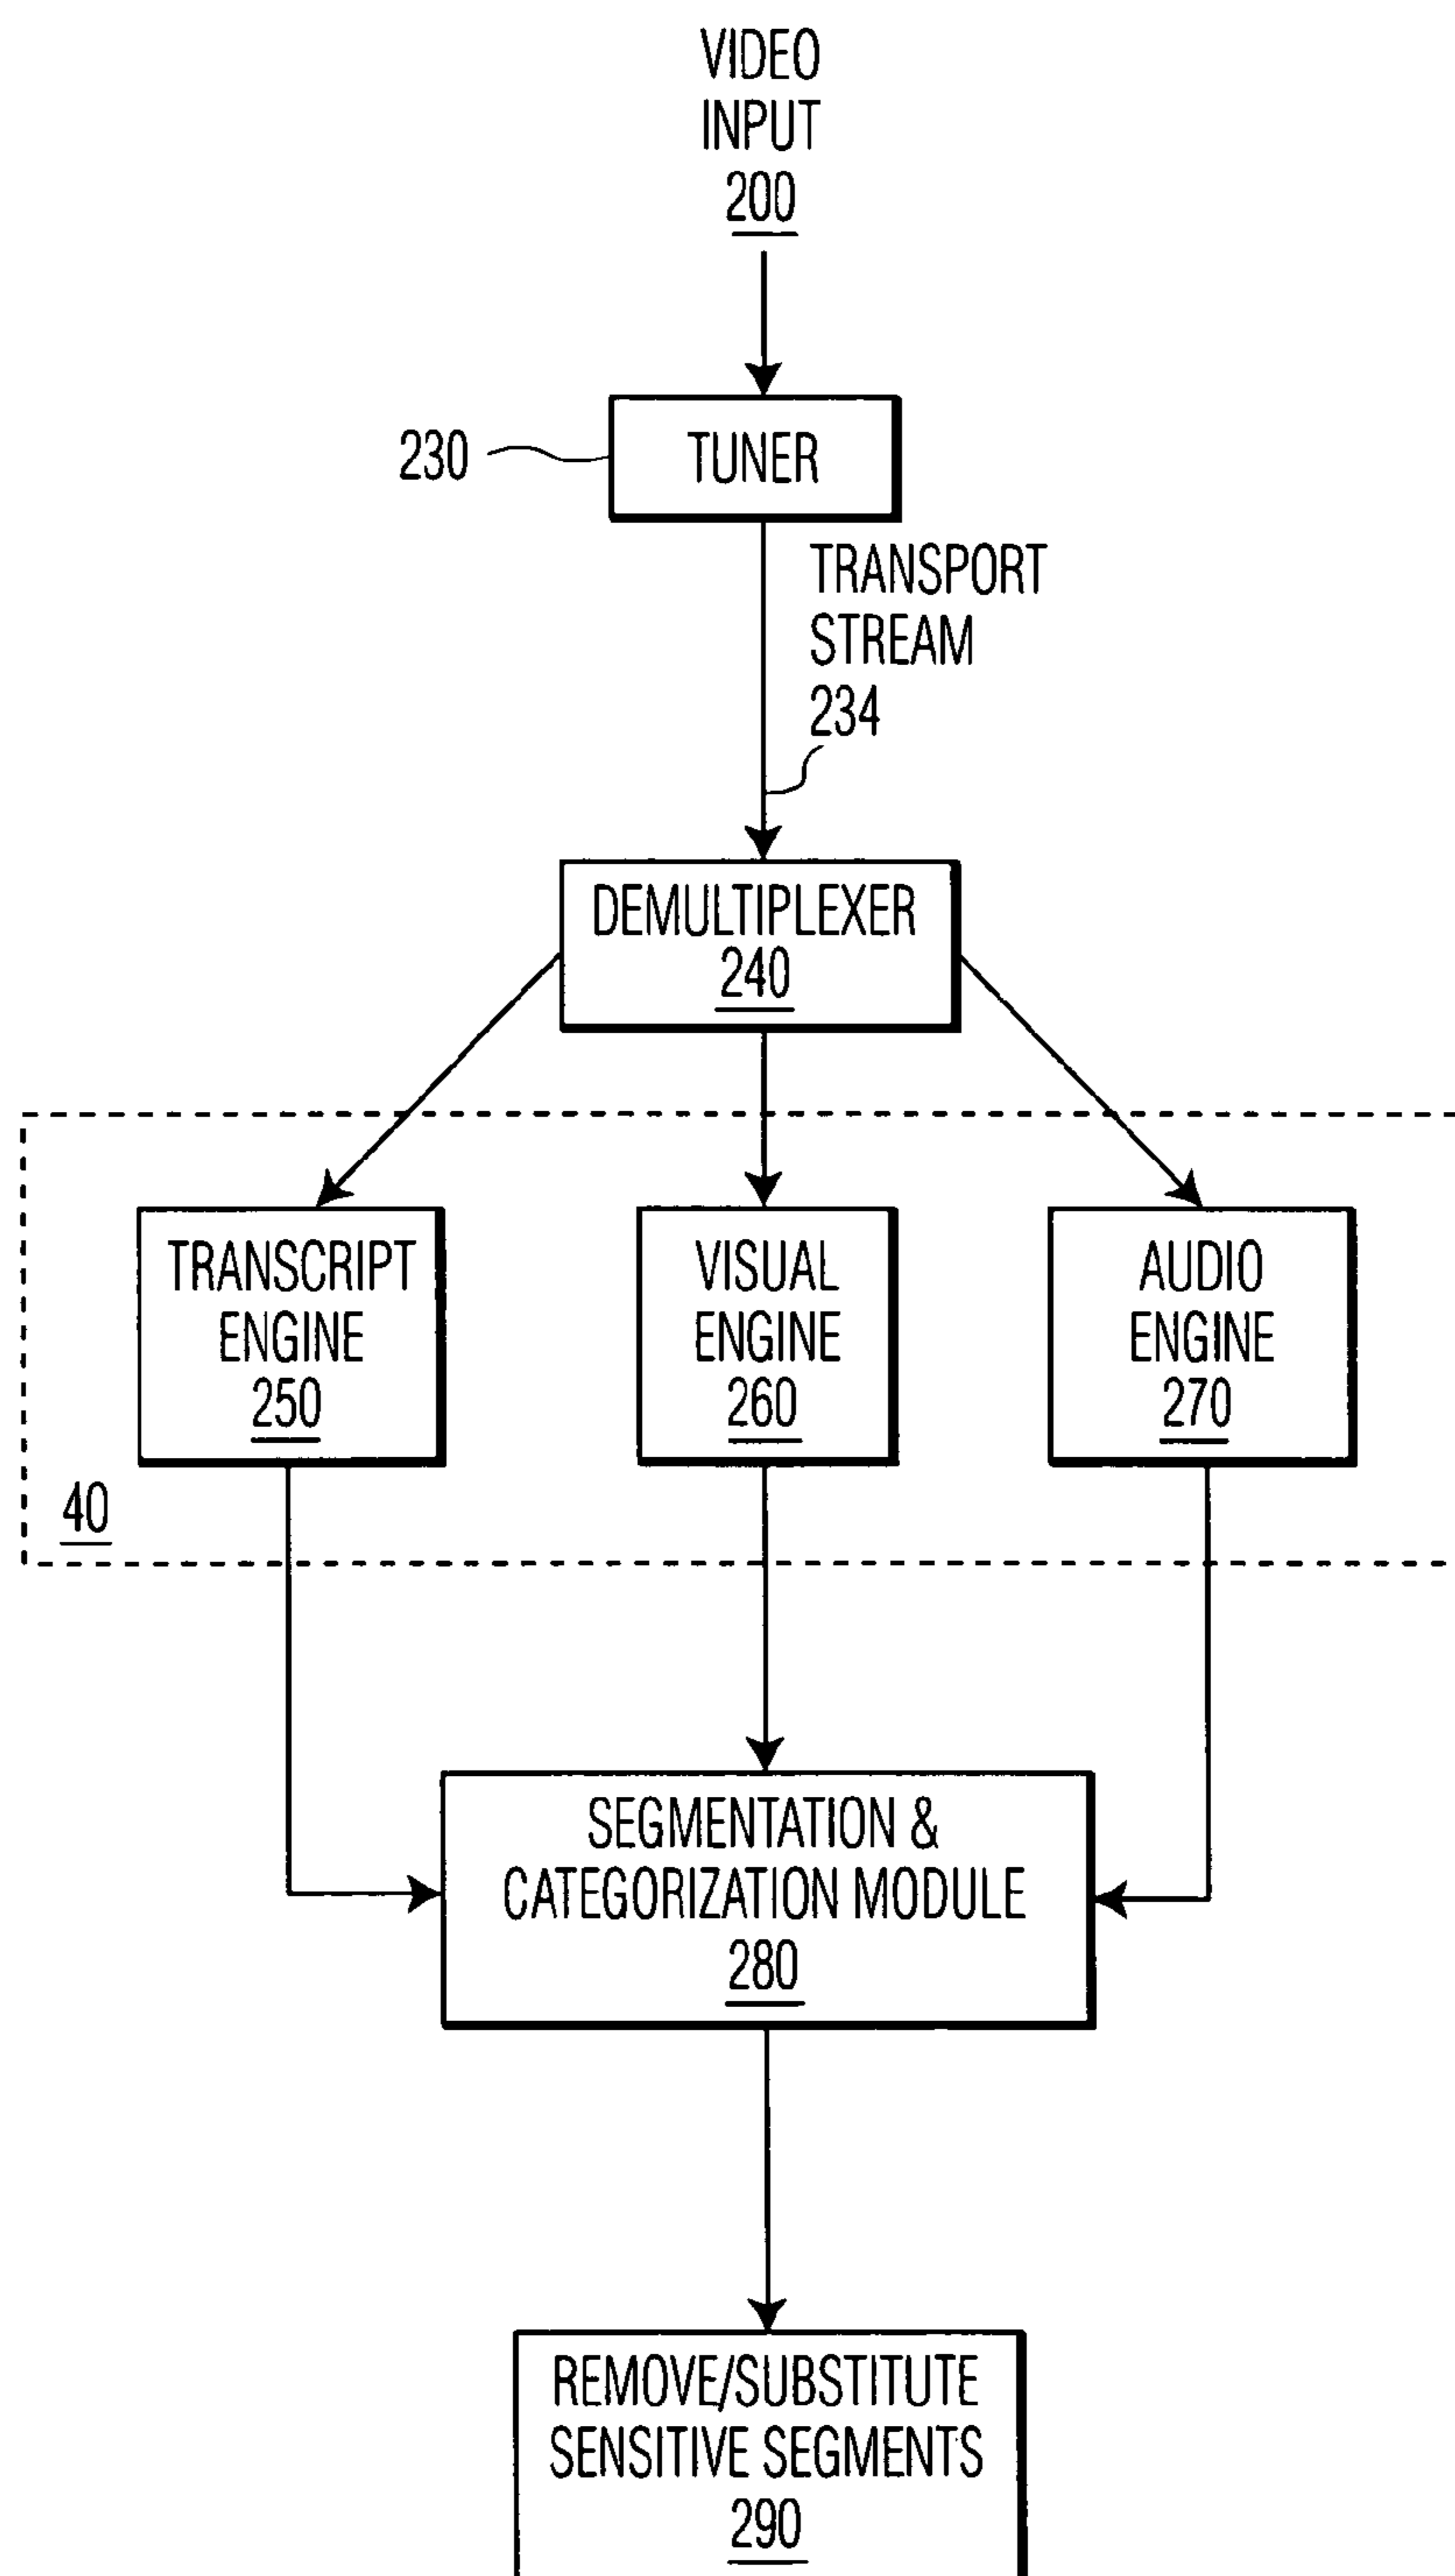 VIDEO
INPUT
200
230
TUNER
TRANSPORT
STREAM
234
DEMULTIPLEXER
240
TRANSCRIPT
ENGINE
250
VISUAL
ENGINE
260
AUDIO
ENGINE
270
40
SEGMENTATION &
CATEGORIZATION MODULE
280
REMOVE/SUBSTITUTE
SENSITIVE SEGMENTS
290